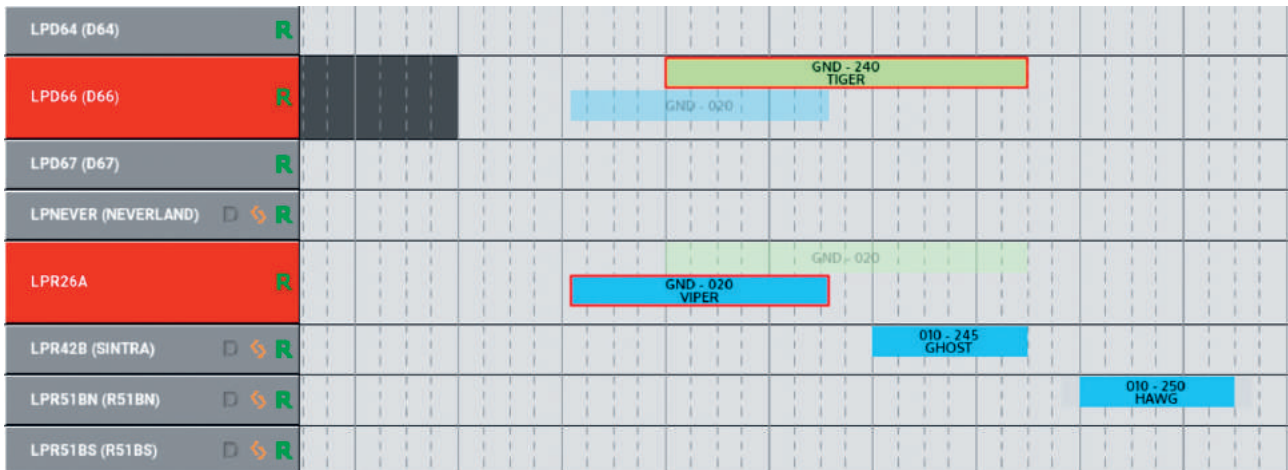 LPD64 (D64) R
LPD66 (D66) R
GND - 240
TIGER
GND - 020
LPD67 (D67) R
LPNEVER (NEVERLAND) D R
LPR26A R
GND - 020
GND - 020
VIPER
LPR42B (SINTRA) D R
010 - 245
GHOST
LPR51BN (R51BN) D R
010 - 250
HAWG
LPR51BS (R51BS) D R